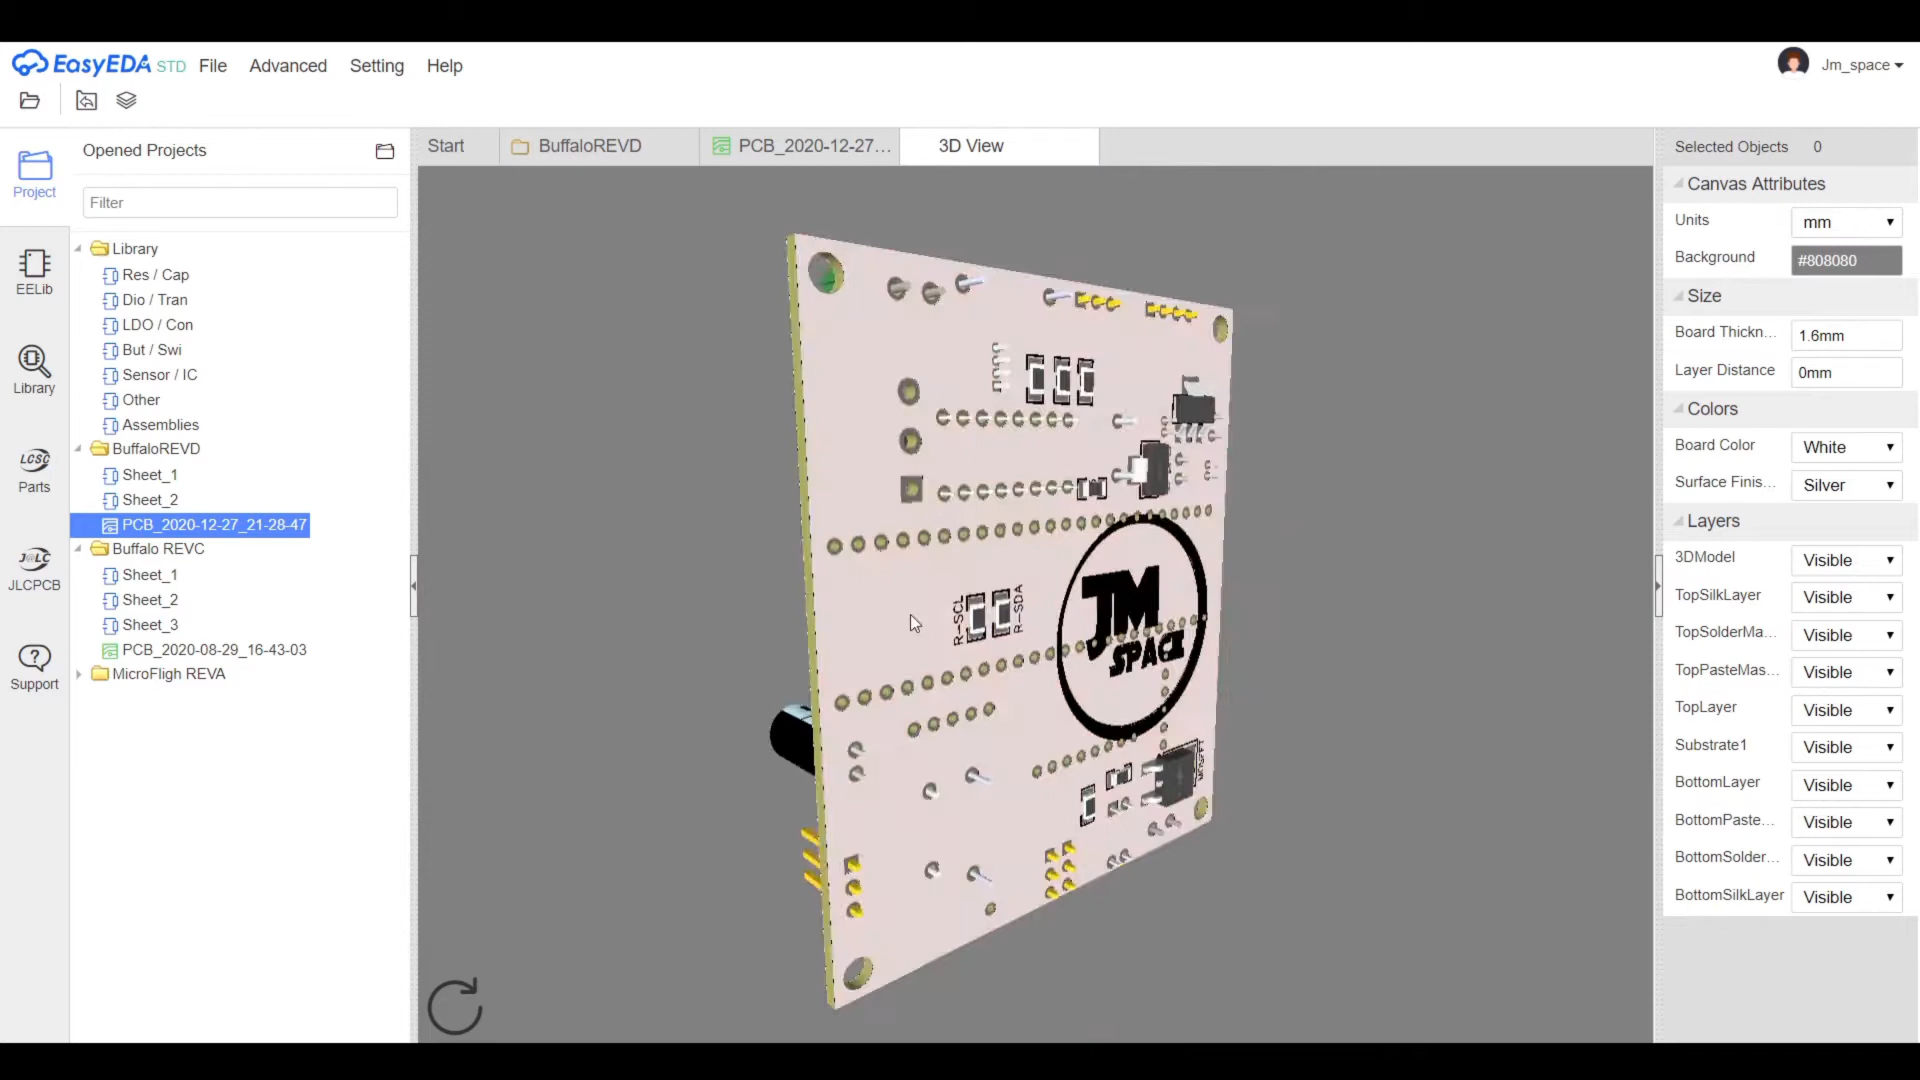 EasyEDA STD File Advanced Setting Help
Jm_space
Project
EELib
Library
LCSC
Parts
JLCPCB
Support
Opened Projects
Filter
Library
Res / Cap
Dio / Tran
LDO / Con
But / Swi
Sensor / IC
Other
Assemblies
BuffaloREVD
Sheet_1
Sheet_2
PCB_2020-12-27_21-28-47
Buffalo REVC
Sheet_1
Sheet_2
Sheet_3
PCB_2020-08-29_16-43-03
MicroFligh REVA
Start BuffaloREVD PCB_2020-12-27... 3D View
R-SCL
R-SDA
JM
SPACE
Selected Objects 0
Canvas Attributes
Units mm
Background #808080
Size
Board Thickn... 1.6mm
Layer Distance 0mm
Colors
Board Color White
Surface Finis... Silver
Layers
3DModel Visible
TopSilkLayer Visible
TopSolderMa... Visible
TopPasteMas... Visible
TopLayer Visible
Substrate1 Visible
BottomLayer Visible
BottomPaste... Visible
BottomSolder... Visible
BottomSilkLayer Visible